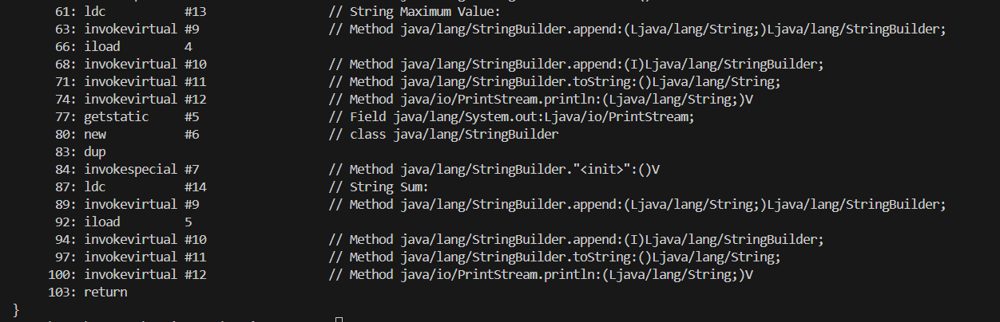 61: ldc           #13                 // String Maximum Value:
63: invokevirtual #9                  // Method java/lang/StringBuilder.append:(Ljava/lang/String;)Ljava/lang/StringBuilder;
66: iload         4
68: invokevirtual #10                 // Method java/lang/StringBuilder.append:(I)Ljava/lang/StringBuilder;
71: invokevirtual #11                 // Method java/lang/StringBuilder.toString:()Ljava/lang/String;
74: invokevirtual #12                 // Method java/io/PrintStream.println:(Ljava/lang/String;)V
77: getstatic     #5                  // Field java/lang/System.out:Ljava/io/PrintStream;
80: new           #6                  // class java/lang/StringBuilder
83: dup
84: invokespecial #7                  // Method java/lang/StringBuilder."<init>":()V
87: ldc           #14                 // String Sum:
89: invokevirtual #9                  // Method java/lang/StringBuilder.append:(Ljava/lang/String;)Ljava/lang/StringBuilder;
92: iload         5
94: invokevirtual #10                 // Method java/lang/StringBuilder.append:(I)Ljava/lang/StringBuilder;
97: invokevirtual #11                 // Method java/lang/StringBuilder.toString:()Ljava/lang/String;
100: invokevirtual #12                 // Method java/io/PrintStream.println:(Ljava/lang/String;)V
103: return
}